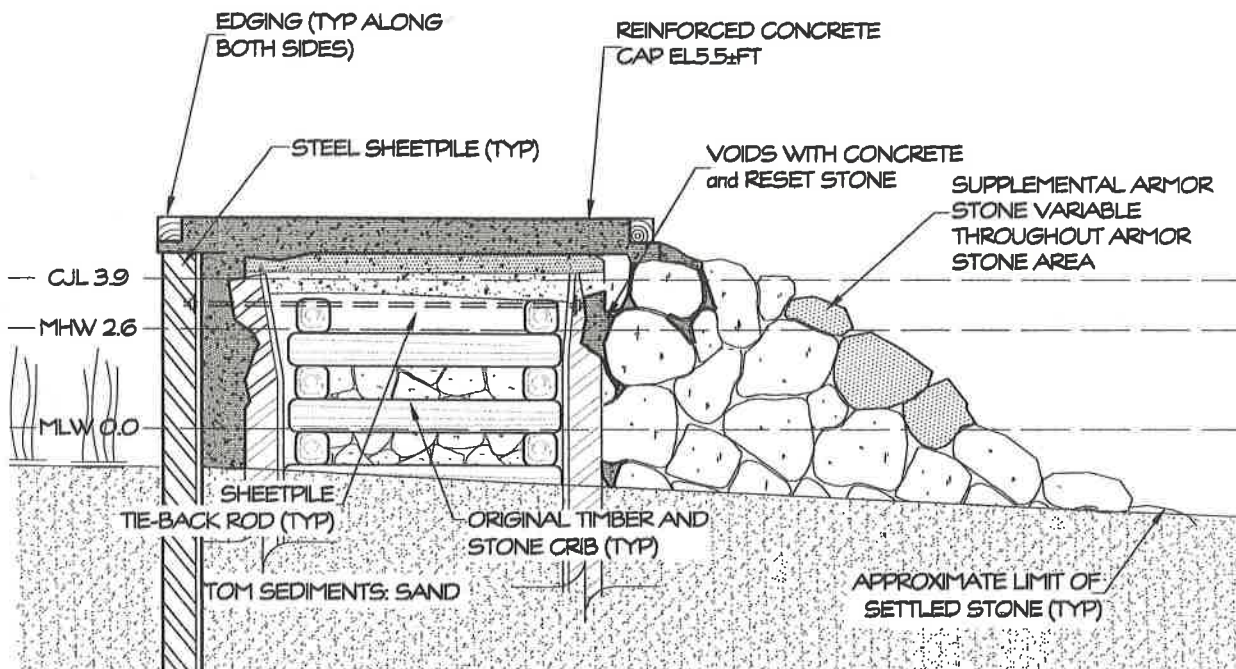 EDGING (TYP ALONG
BOTH SIDES)
REINFORCED CONCRETE
CAP EL5.5±FT
STEEL SHEETPILE (TYP)
VOIDS WITH CONCRETE
and RESET STONE
SUPPLEMENTAL ARMOR
STONE VARIABLE
THROUGHOUT ARMOR
STONE AREA
CJL 3.9
MHW 2.6
MLW 0.0
SHEETPILE
TIE-BACK ROD (TYP)
ORIGINAL TIMBER AND
STONE CRIB (TYP)
TOM SEDIMENTS: SAND
APPROXIMATE LIMIT OF
SETTLED STONE (TYP)